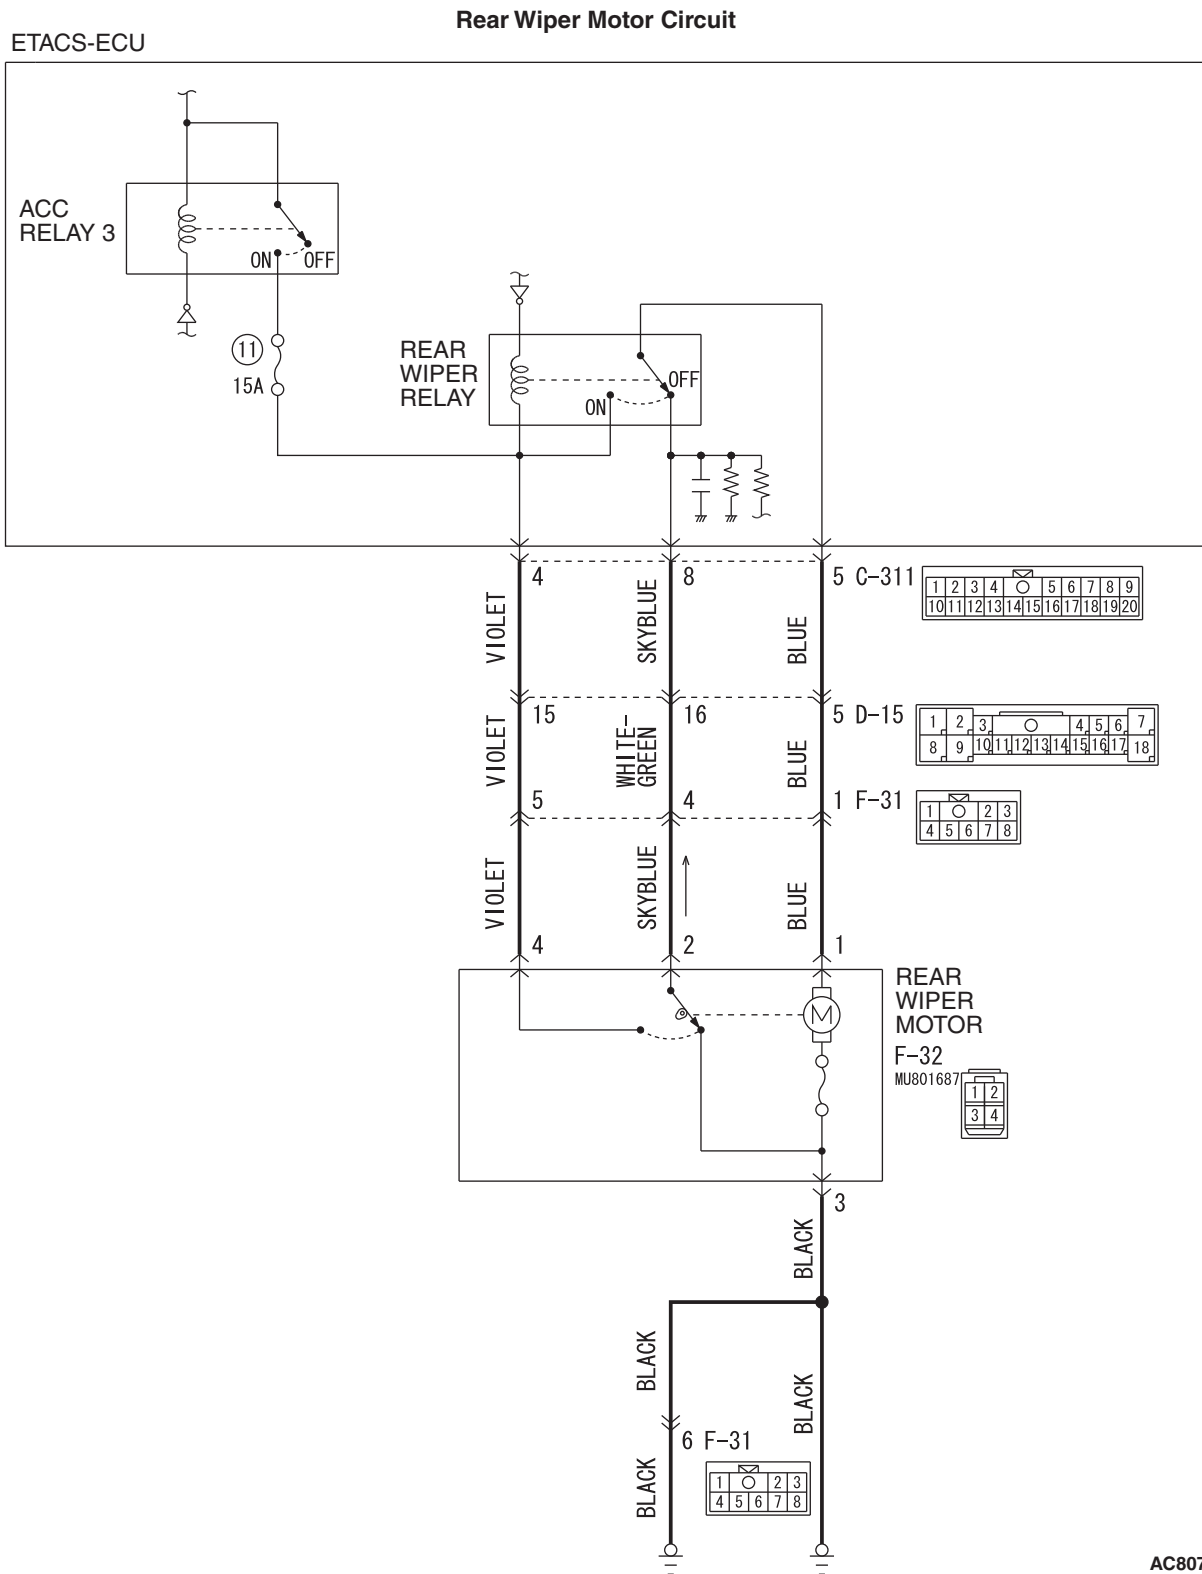 Rear Wiper Motor Circuit
ETACS-ECU
ACC
RELAY 3
ON
OFF
11
15A
REAR
WIPER
RELAY
OFF
ON
4
8
5 C-311
1 2 3 4 5 6 7 8 9
10 11 12 13 14 15 16 17 18 19 20
VIOLET
SKYBLUE
BLUE
15
16
5 D-15
1 2 3 4 5 6 7
8 9 10 11 12 13 14 15 16 17 18
VIOLET
WHITE-
GREEN
BLUE
5
4
1 F-31
1 2 3
4 5 6 7 8
VIOLET
SKYBLUE
BLUE
4
2
1
REAR
WIPER
MOTOR
M
F-32
MU801687
1 2
3 4
3
BLACK
BLACK
BLACK
6 F-31
1 2 3
4 5 6 7 8
BLACK
AC807